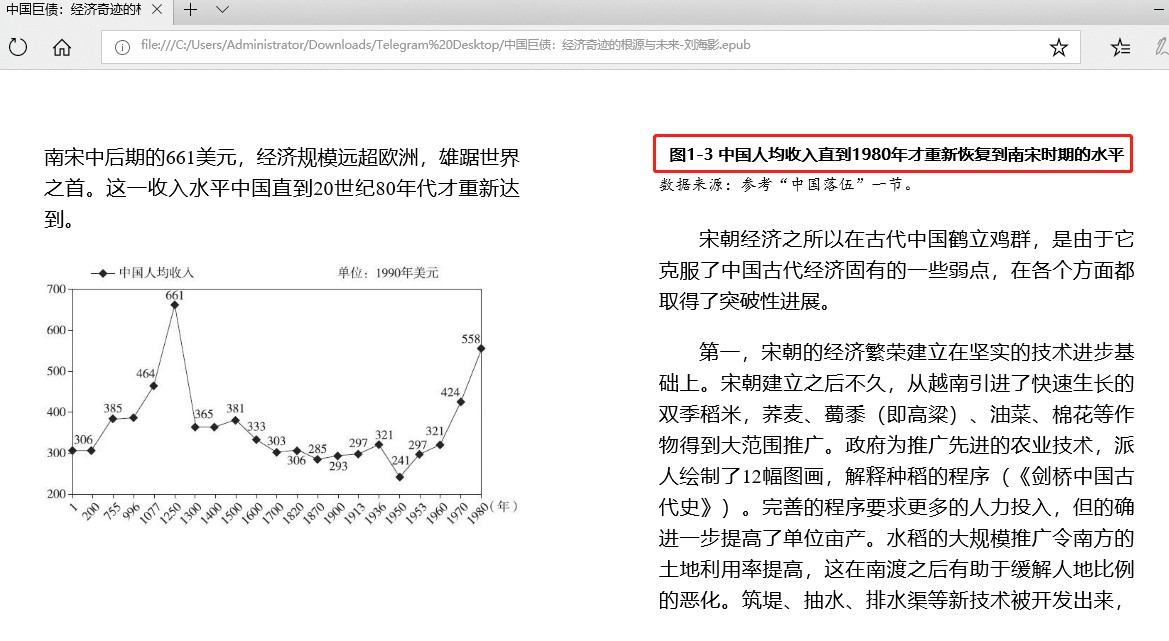 中国巨债：经济奇迹的
file:///C:/Users/Administrator/Downloads/Telegram%20Desktop/中国巨债：经济奇迹的根源与未来-刘海影.epub
南宋中后期的661美元，经济规模远超欧洲，雄踞世界
之首。这一收入水平中国直到20世纪80年代才重新达
到。
中国人均收入 单位：1990年美元
700
600
500
400
300
200
306
385
464
661
365
381
333
303
306
285
293
297
321
241
297
321
424
558
1 200 755 996 1077 1250 1300 1400 1500 1600 1700 1820 1870 1900 1913 1936 1950 1953 1960 1970 1980（年）
图1-3 中国人均收入直到1980年才重新恢复到南宋时期的水平
数据来源：参考“中国落伍”一节。
宋朝经济之所以在古代中国鹤立鸡群，是由于它
克服了中国古代经济固有的一些弱点，在各个方面都
取得了突破性进展。
第一，宋朝的经济繁荣建立在坚实的技术进步基
础上。宋朝建立之后不久，从越南引进了快速生长的
双季稻米，荞麦、蜀黍（即高粱）、油菜、棉花等作
物得到大范围推广。政府为推广先进的农业技术，派
人绘制了12幅图画，解释种稻的程序（《剑桥中国古
代史》）。完善的程序要求更多的人力投入，但的确
进一步提高了单位亩产。水稻的大规模推广令南方的
土地利用率提高，这在南渡之后有助于缓解人地比例
的恶化。筑堤、抽水、排水渠等新技术被开发出来，